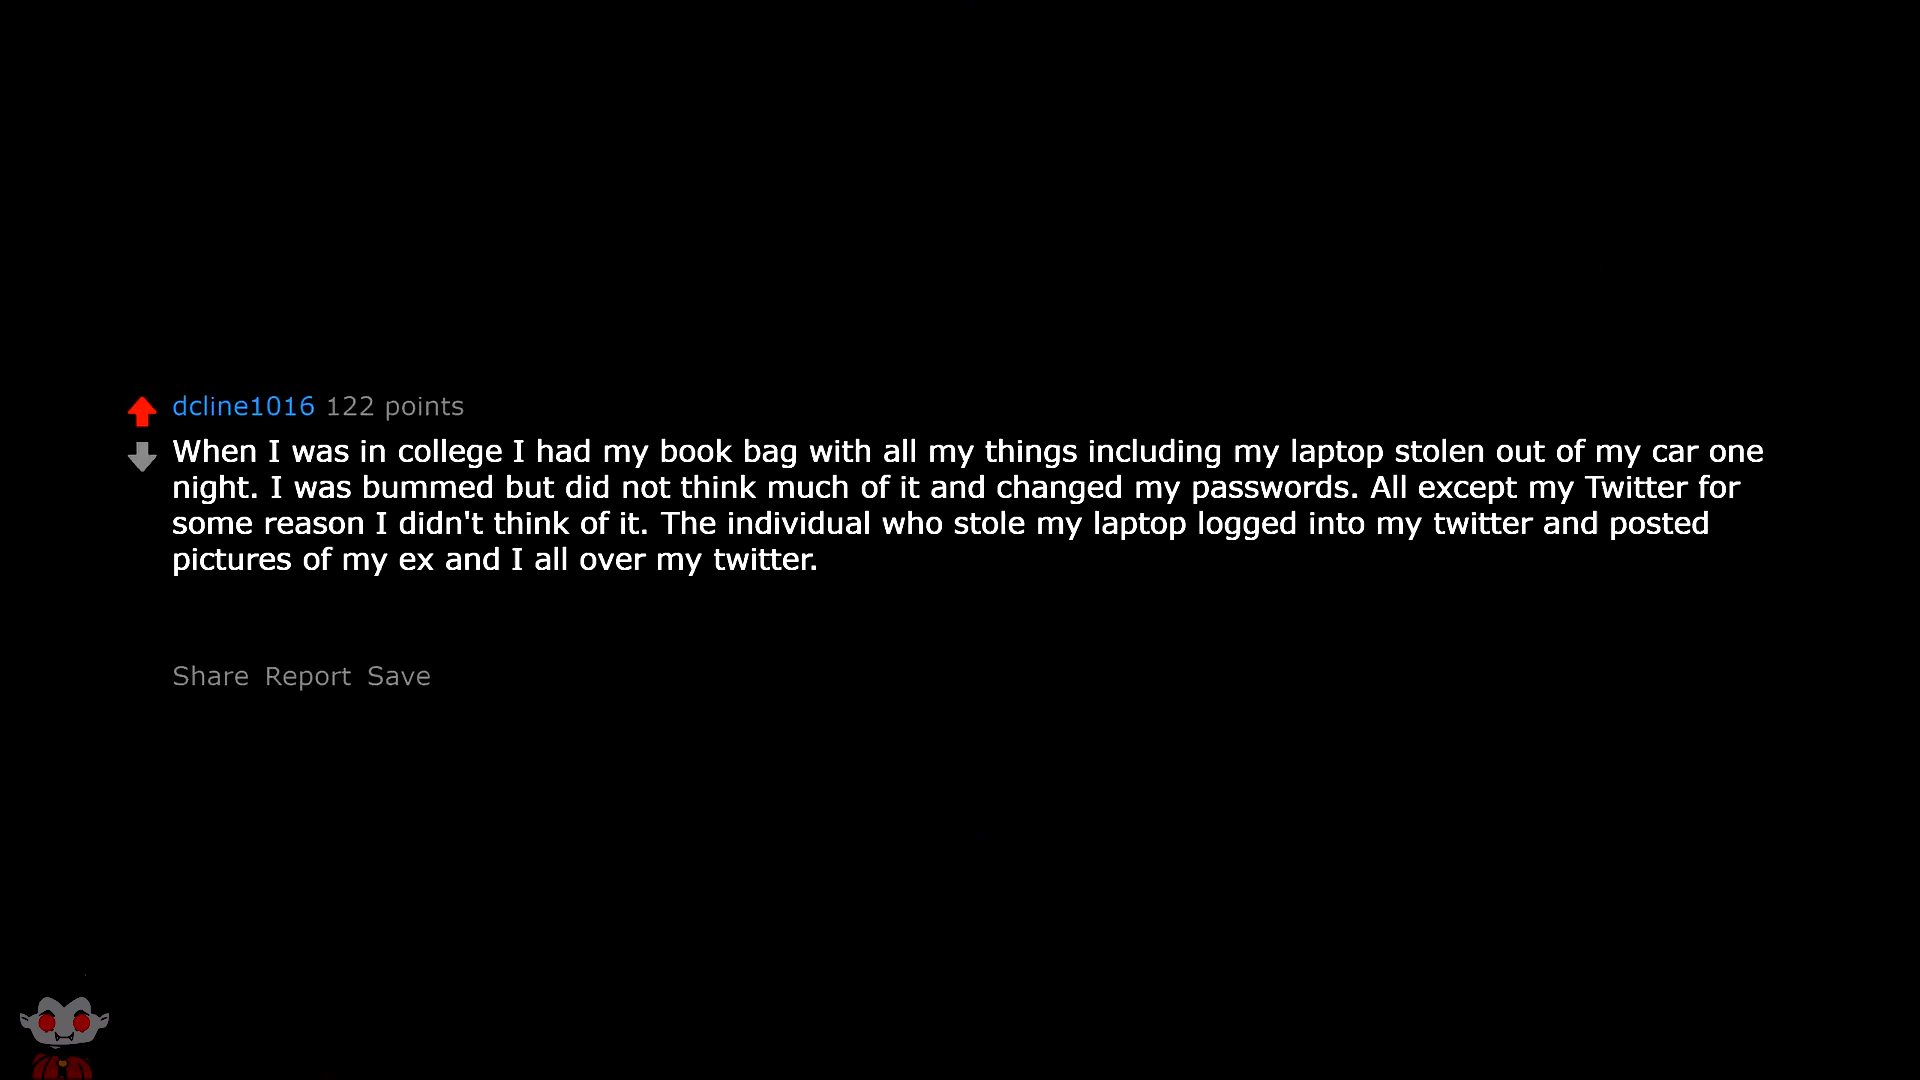 dcline1016 122 points
When I was in college I had my book bag with all my things including my laptop stolen out of my car one
night. I was bummed but did not think much of it and changed my passwords. All except my Twitter for
some reason I didn't think of it. The individual who stole my laptop logged into my twitter and posted
pictures of my ex and I all over my twitter.
Share Report Save